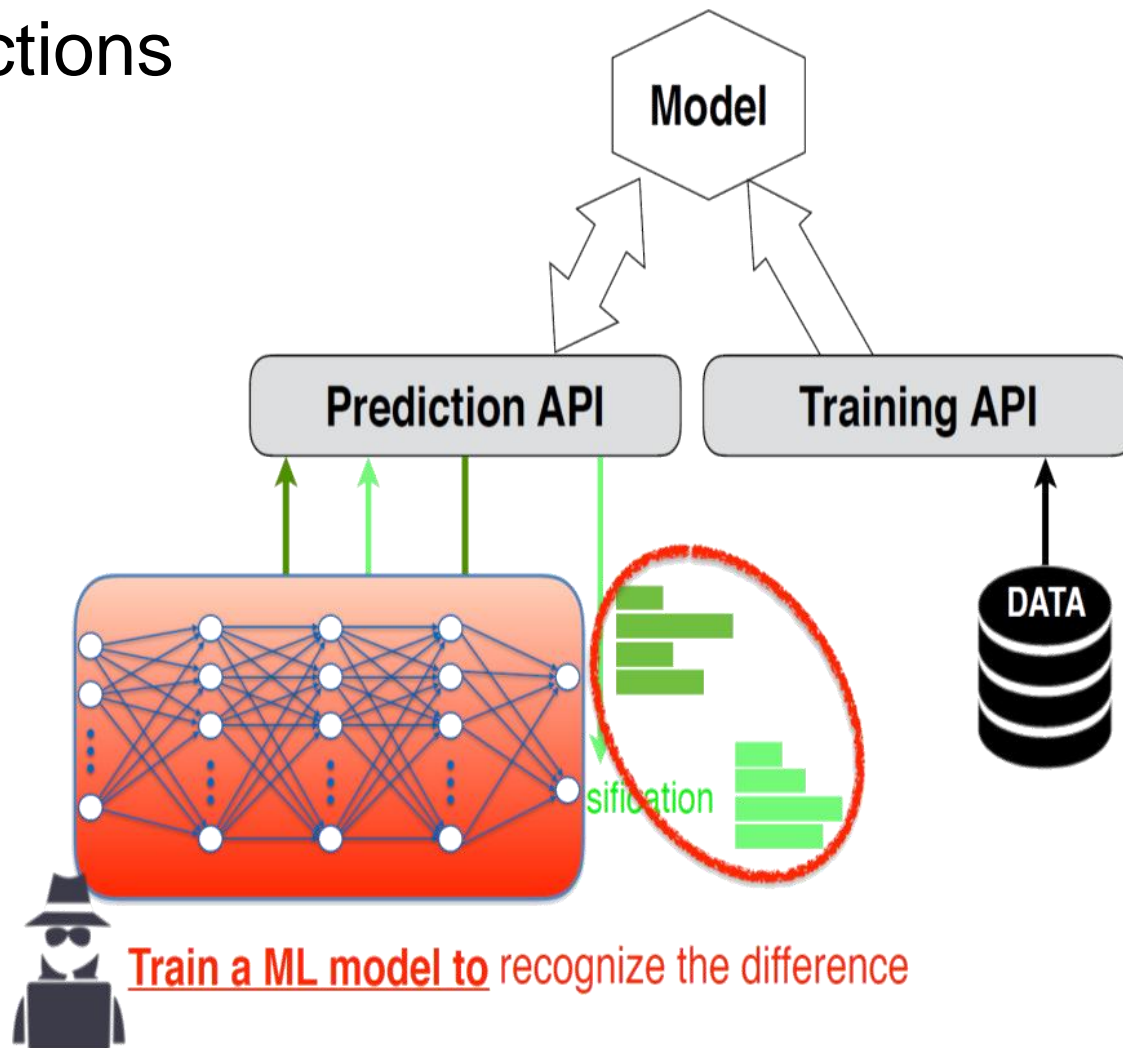 ctions
Model
Prediction API
Training API
DATA
sification
Train a ML model to recognize the difference